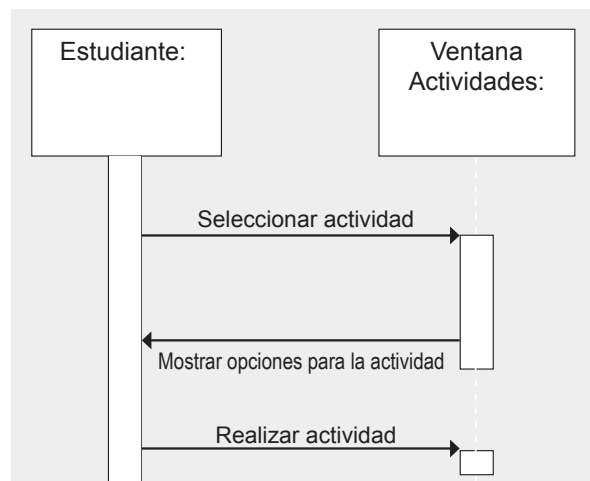 Estudiante:
Ventana
Actividades:
Seleccionar actividad
Mostrar opciones para la actividad
Realizar actividad